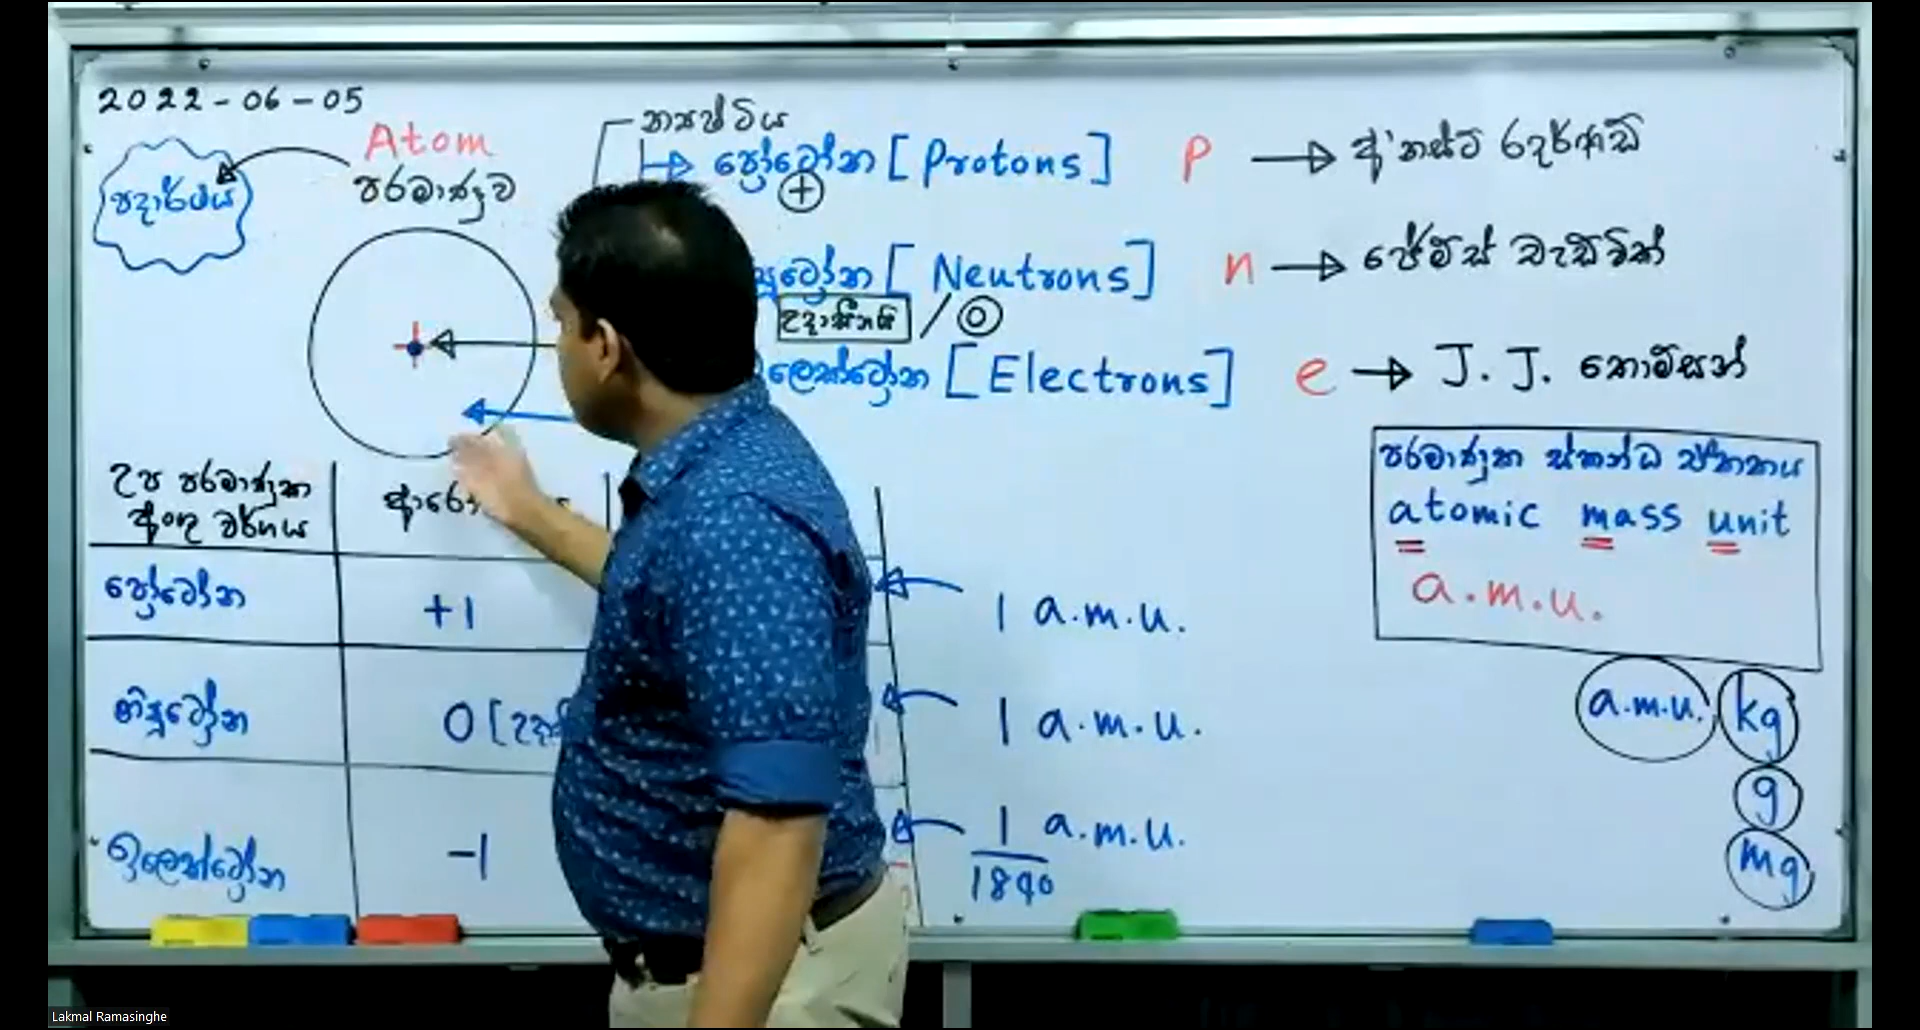 2022-06-05
පදාර්ථය
Atom
පරමාණුව
න්‍යෂ්ටිය
ප්‍රෝටෝන [Protons] p → අර්නස්ට් රදර්ෆඩ්
+
[Neutrons] n → ජේම්ස් චැඩ්වික්
උදාසීනයි / 0
[Electrons] e → J. J. තොම්සන්
පරමාණුක ස්කන්ධ ඒකකය
atomic mass unit
a.m.u.
උප පරමාණුක
අංශු වර්ගය
ප්‍රෝටෝන +1 1 a.m.u.
නියුට්‍රෝන 0 1 a.m.u.
ඉලෙක්ට්‍රෝන -1 1/1840 a.m.u.
a.m.u. kg
g
mg
Lakmal Ramasinghe